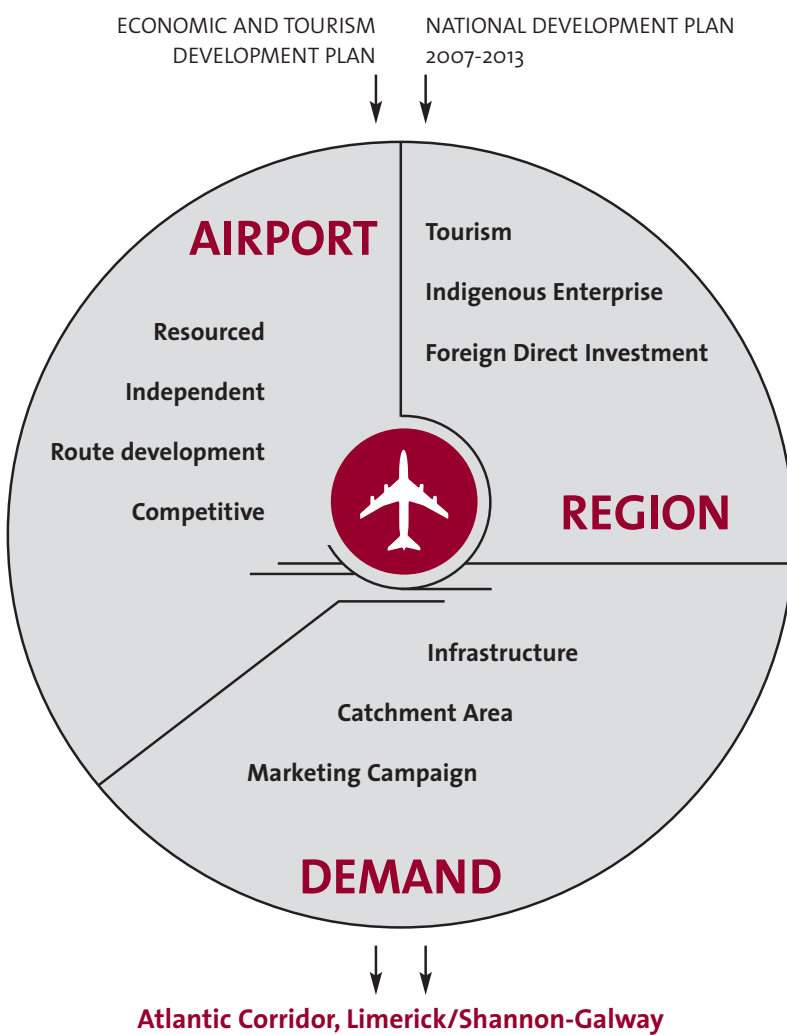 ECONOMIC AND TOURISM
DEVELOPMENT PLAN
NATIONAL DEVELOPMENT PLAN
2007-2013
AIRPORT
Resourced
Independent
Route development
Competitive
Tourism
Indigenous Enterprise
Foreign Direct Investment
REGION
Infrastructure
Catchment Area
Marketing Campaign
DEMAND
Atlantic Corridor, Limerick/Shannon-Galway